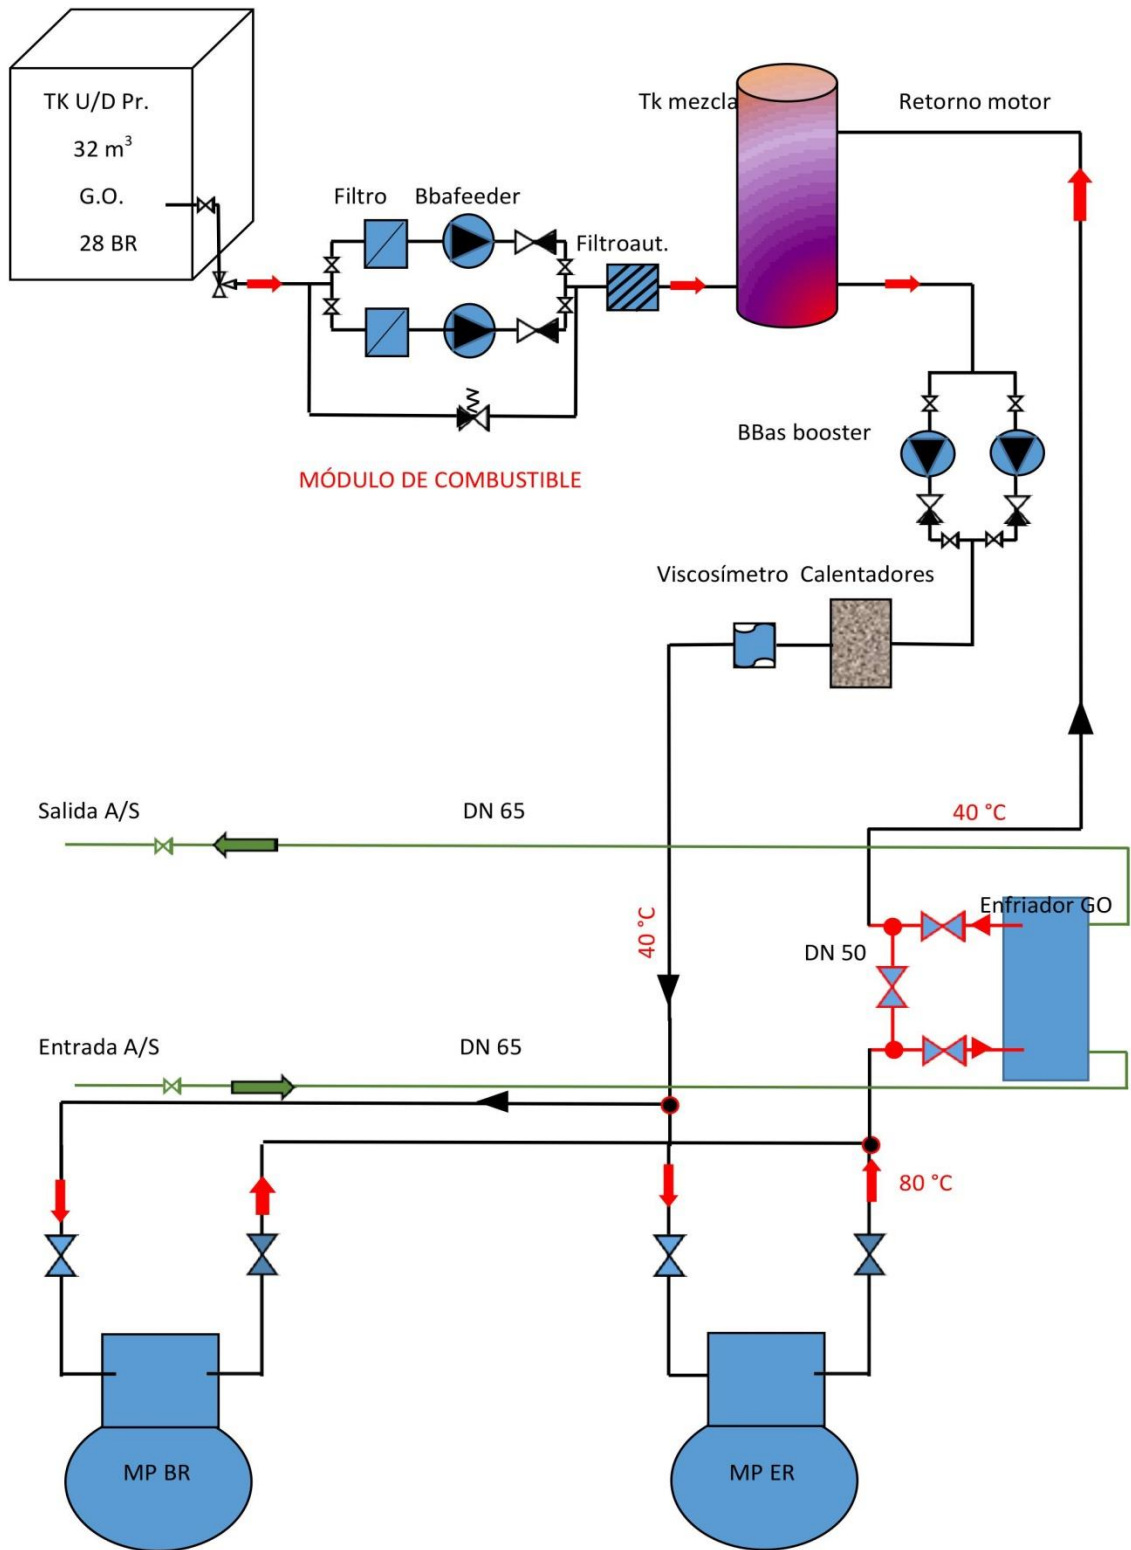 TK U/D Pr.
32 m³
G.O.
28 BR
Tk mezcla
Retorno motor
Filtro
Bbafeeder
Filtroaut.
BBas booster
MÓDULO DE COMBUSTIBLE
Viscosímetro
Calentadores
Salida A/S
DN 65
40 °C
Enfriador GO
40 °C
DN 50
Entrada A/S
DN 65
80 °C
MP BR
MP ER